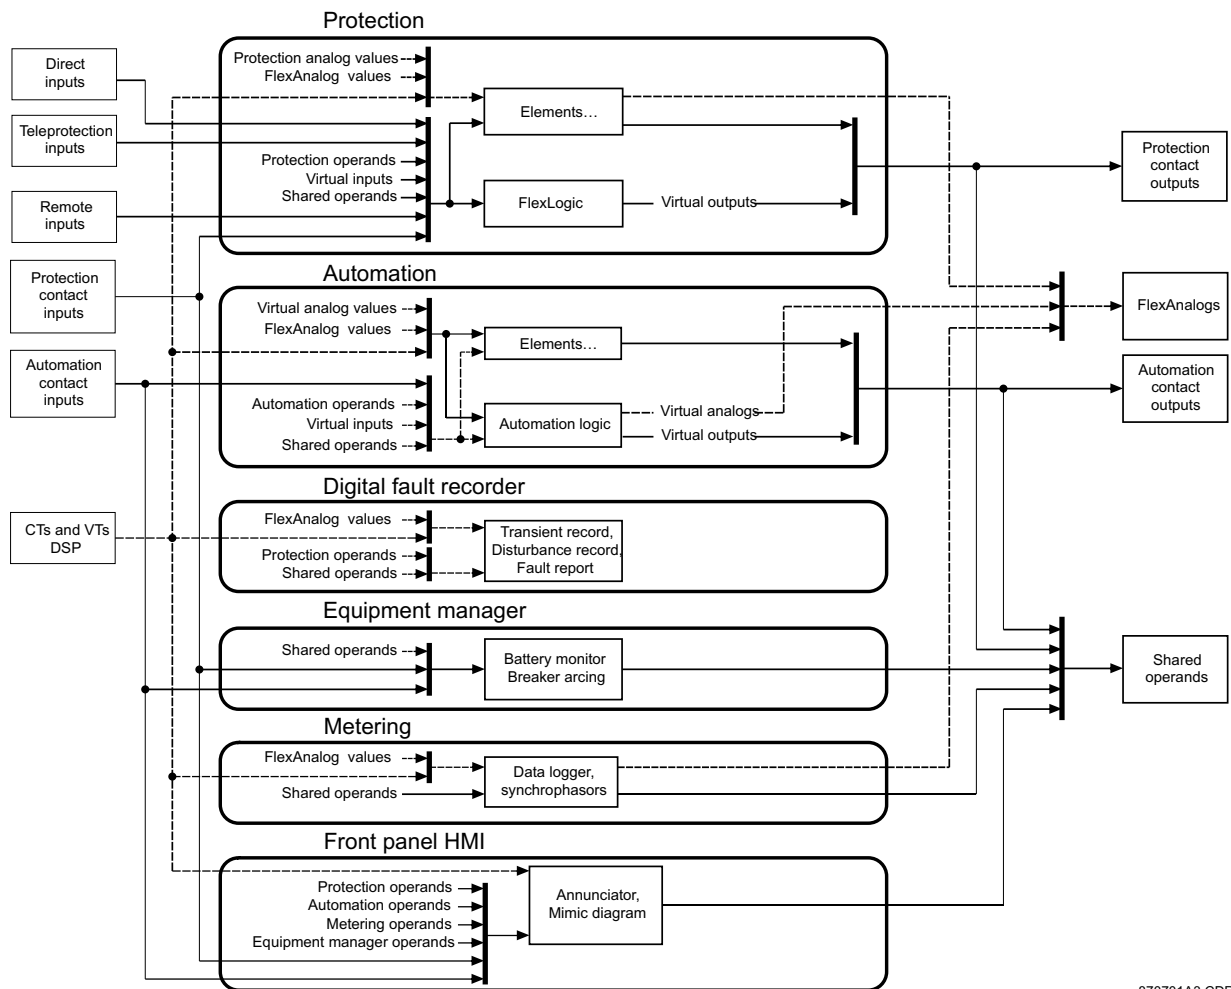 Protection
Direct
inputs
Teleprotection
inputs
Remote
inputs
Protection
contact
inputs
Automation
contact
inputs
CTs and VTs
DSP
Protection analog values
FlexAnalog values
Elements…
Protection operands
Virtual inputs
Shared operands
FlexLogic
Virtual outputs
Protection
contact
outputs
Automation
Virtual analog values
FlexAnalog values
Elements…
Automation operands
Virtual inputs
Shared operands
Automation logic
Virtual analogs
Virtual outputs
FlexAnalogs
Automation
contact
outputs
Digital fault recorder
FlexAnalog values
Protection operands
Shared operands
Transient record,
Disturbance record,
Fault report
Equipment manager
Shared operands
Battery monitor
Breaker arcing
Shared
operands
Metering
FlexAnalog values
Shared operands
Data logger,
synchrophasors
Front panel HMI
Protection operands
Automation operands
Metering operands
Equipment manager operands
Annunciator,
Mimic diagram